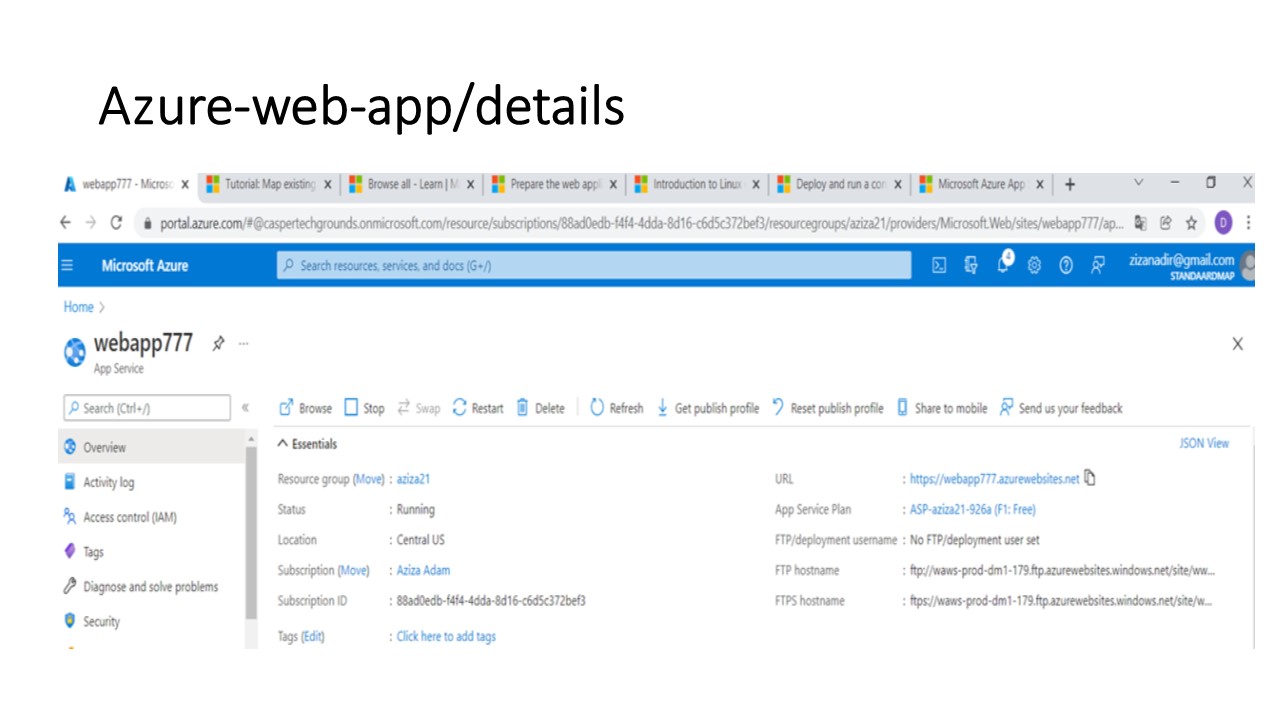 Azure-web-app/details
webapp777 - Microsc
Tutorial: Map existing
Browse all - Learn | M
Prepare the web appl
Introduction to Linux
Deploy and run a con
Microsoft Azure App
portal.azure.com/#@caspertechgrounds.onmicrosoft.com/resource/subscriptions/88ad0edb-f4f4-4dda-8d16-c6d5c372bef3/resourcegroups/aziza21/providers/Microsoft.Web/sites/webapp777/ap...
D
Microsoft Azure
Search resources, services, and docs (G+/)
4
zizanadir@gmail.com
STANDAARDMAP
Home >
webapp777
...
App Service
Search (Ctrl+/)
«
Browse Stop Swap Restart Delete Refresh Get publish profile Reset publish profile Share to mobile Send us your feedback
Overview
Activity log
Access control (IAM)
Tags
Diagnose and solve problems
Security
Essentials
JSON View
Resource group (Move) : aziza21
Status : Running
Location : Central US
Subscription (Move) : Aziza Adam
Subscription ID : 88ad0edb-f4f4-4dda-8d16-c6d5c372bef3
Tags (Edit) : Click here to add tags
URL : https://webapp777.azurewebsites.net
App Service Plan : ASP-aziza21-926a (F1: Free)
FTP/deployment username : No FTP/deployment user set
FTP hostname : ftp://waws-prod-dm1-179.ftp.azurewebsites.windows.net/site/ww...
FTPS hostname : ftps://waws-prod-dm1-179.ftp.azurewebsites.windows.net/site/w...